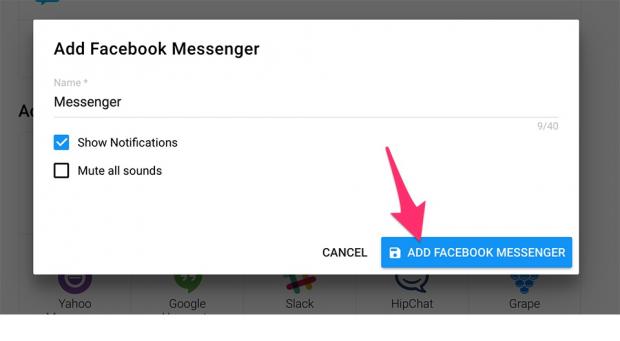 Add Facebook Messenger
Name *
Messenger
9/40
Show Notifications
Mute all sounds
CANCEL
ADD FACEBOOK MESSENGER
Yahoo
Google
Slack
HipChat
Grape